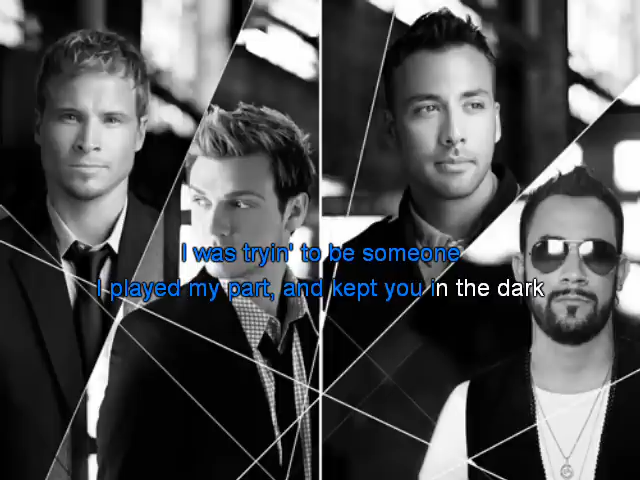 I was tryin' to be someone
I played my part, and kept you in the dark